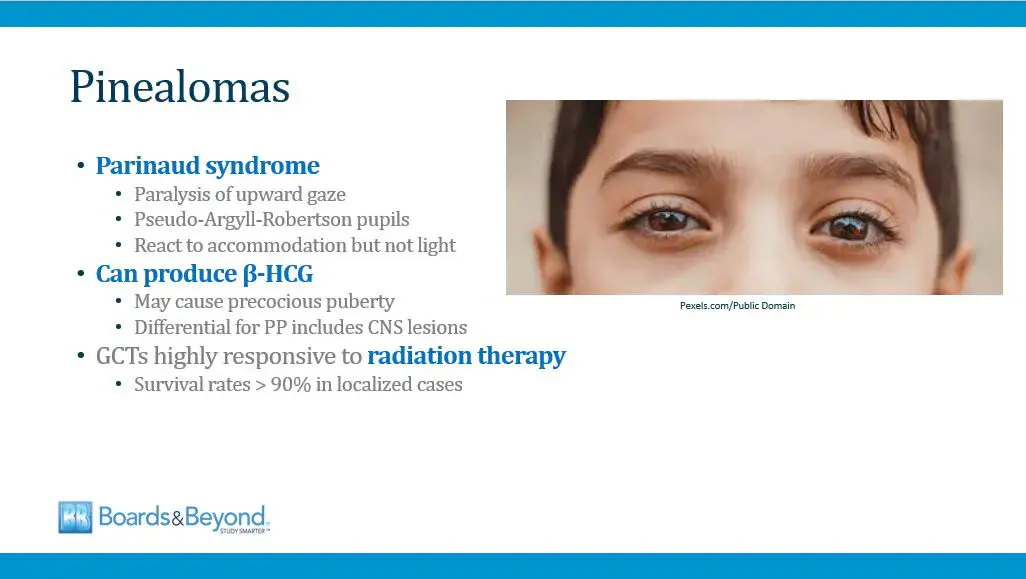 Pinealomas
• Parinaud syndrome
• Paralysis of upward gaze
• Pseudo-Argyll-Robertson pupils
• React to accommodation but not light
• Can produce β-HCG
• May cause precocious puberty
• Differential for PP includes CNS lesions
• GCTs highly responsive to radiation therapy
• Survival rates > 90% in localized cases
Pexels.com/Public Domain
BB Boards&Beyond.
STUDY SMARTER™